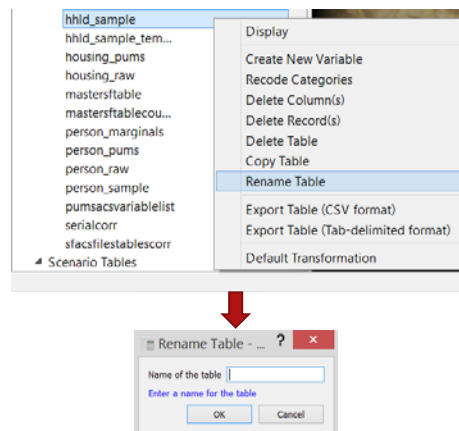 hhld_sample
hhld_sample_tem...
housing_pums
housing_raw
mastersftable
mastersftablecou...
person_marginals
person_pums
person_raw
person_sample
pumsacsvariablelist
serialcorr
sfacsfilestablescorr
Scenario Tables
Display
Create New Variable
Recode Categories
Delete Column(s)
Delete Record(s)
Delete Table
Copy Table
Rename Table
Export Table (CSV format)
Export Table (Tab-delimited format)
Default Transformation
Rename Table - ... ? ×
Name of the table
Enter a name for the table
OK Cancel